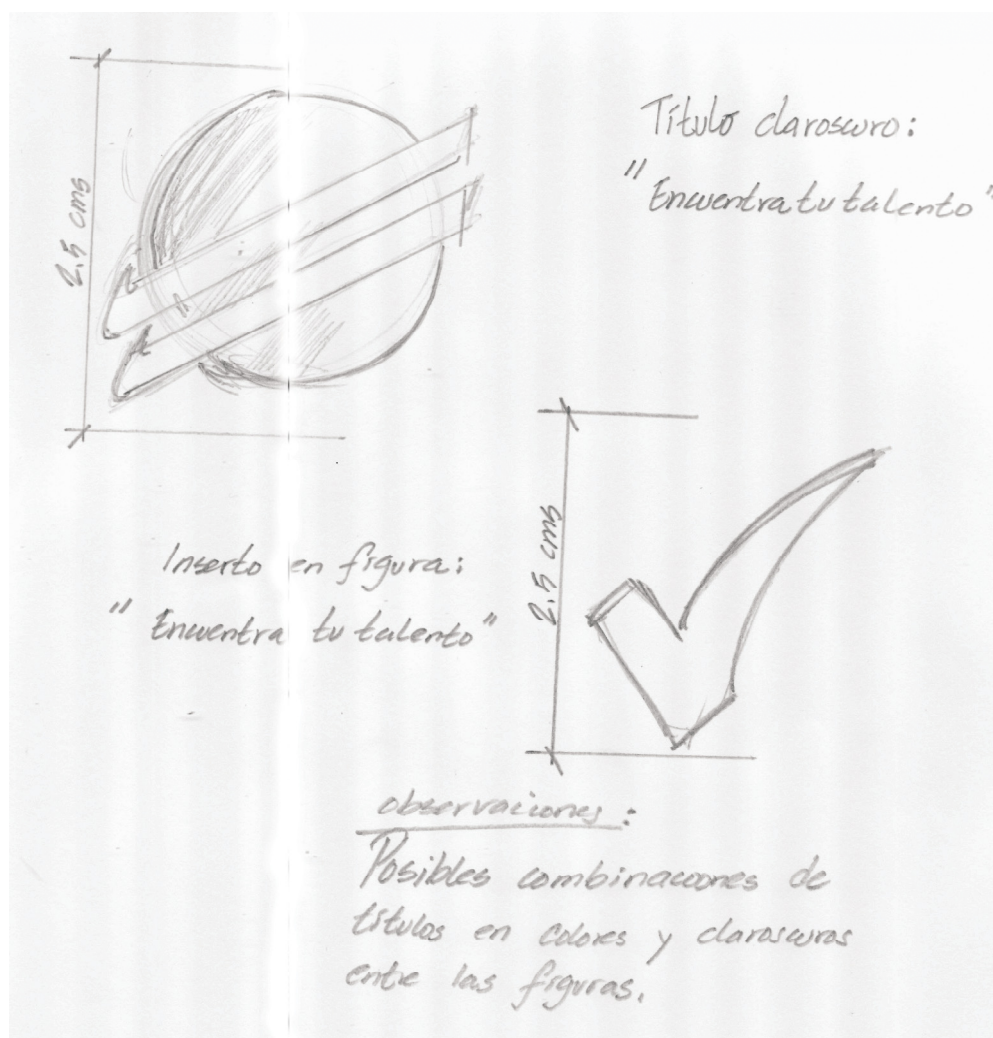 2.5 cms
Título claroscuro:
"Encuentra tu talento"
Inserto en figura:
"Encuentra tu talento"
2.5 cms
observaciones:
Posibles combinaciones de
títulos en colores y claroscuros
entre las figuras.